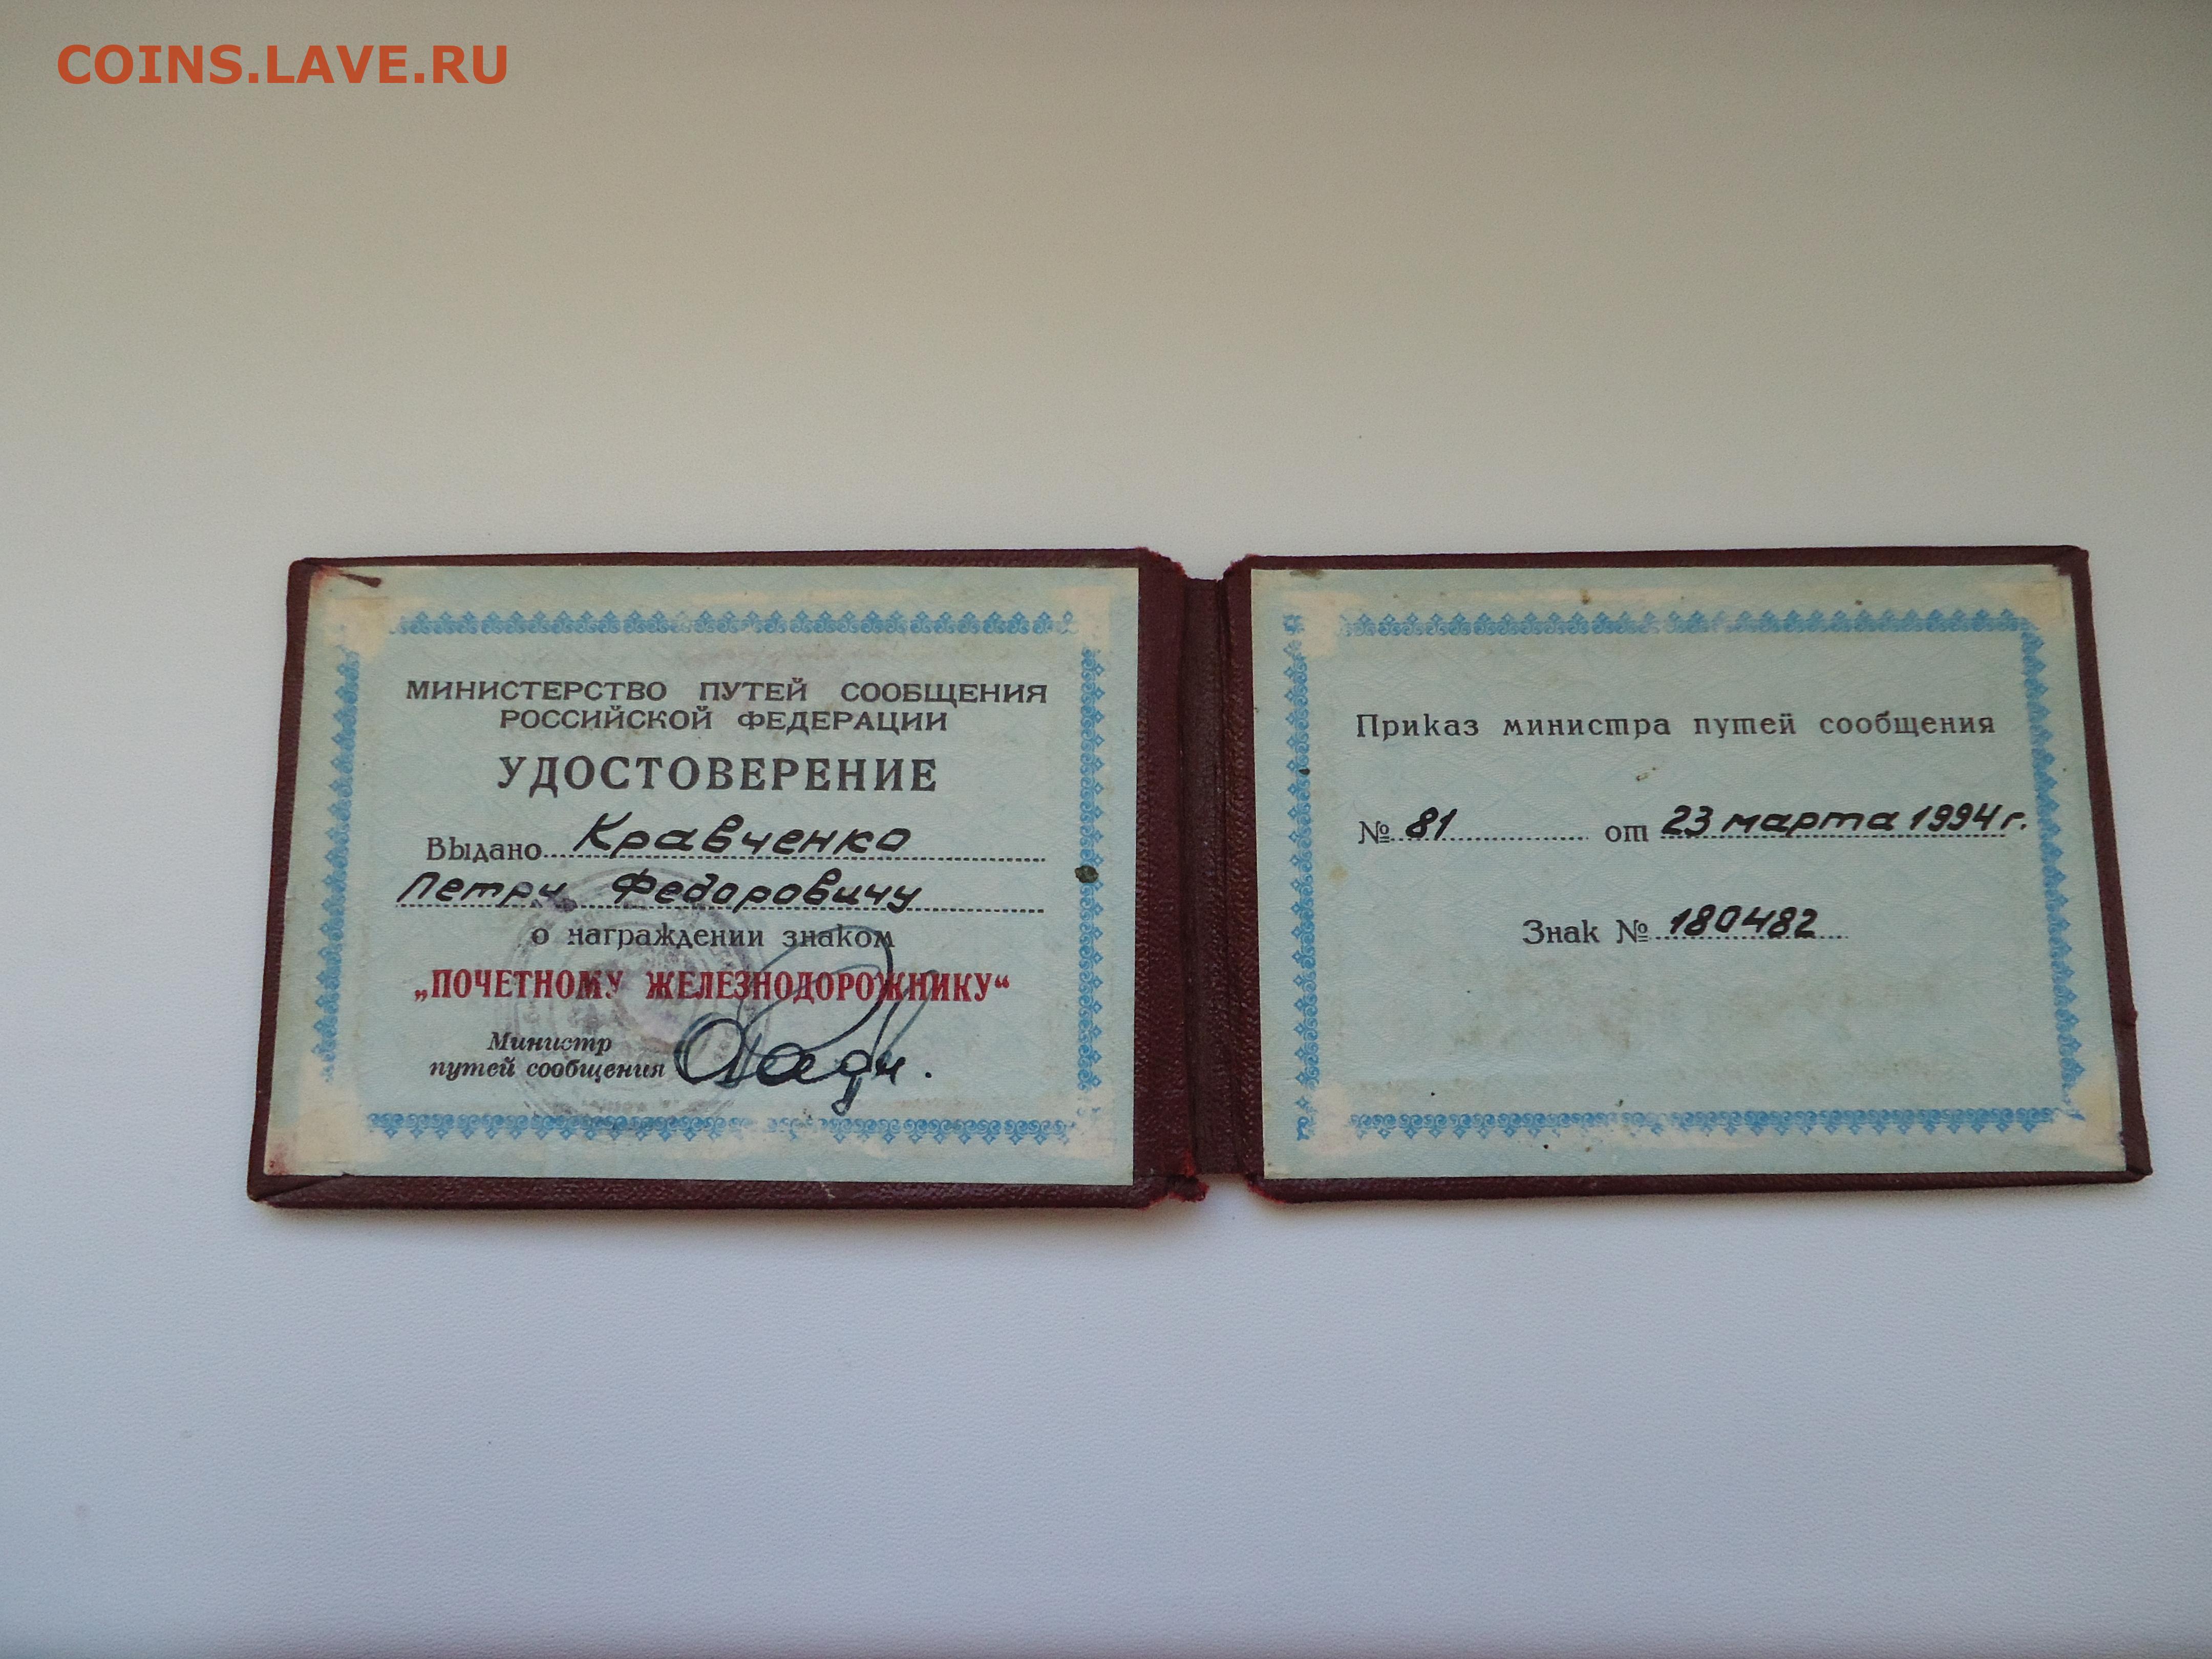 COINS.LAVE.RU
МИНИСТЕРСТВО ПУТЕЙ СООБЩЕНИЯ
РОССИЙСКОЙ ФЕДЕРАЦИИ
УДОСТОВЕРЕНИЕ
Выдано Кравченко
Петру Федоровичу
о награждении знаком
„ПОЧЕТНОМУ ЖЕЛЕЗНОДОРОЖНИКУ“
Министр
путей сообщения
Приказ министра путей сообщения
№ 81 от 23 марта 1994 г.
Знак № 180482